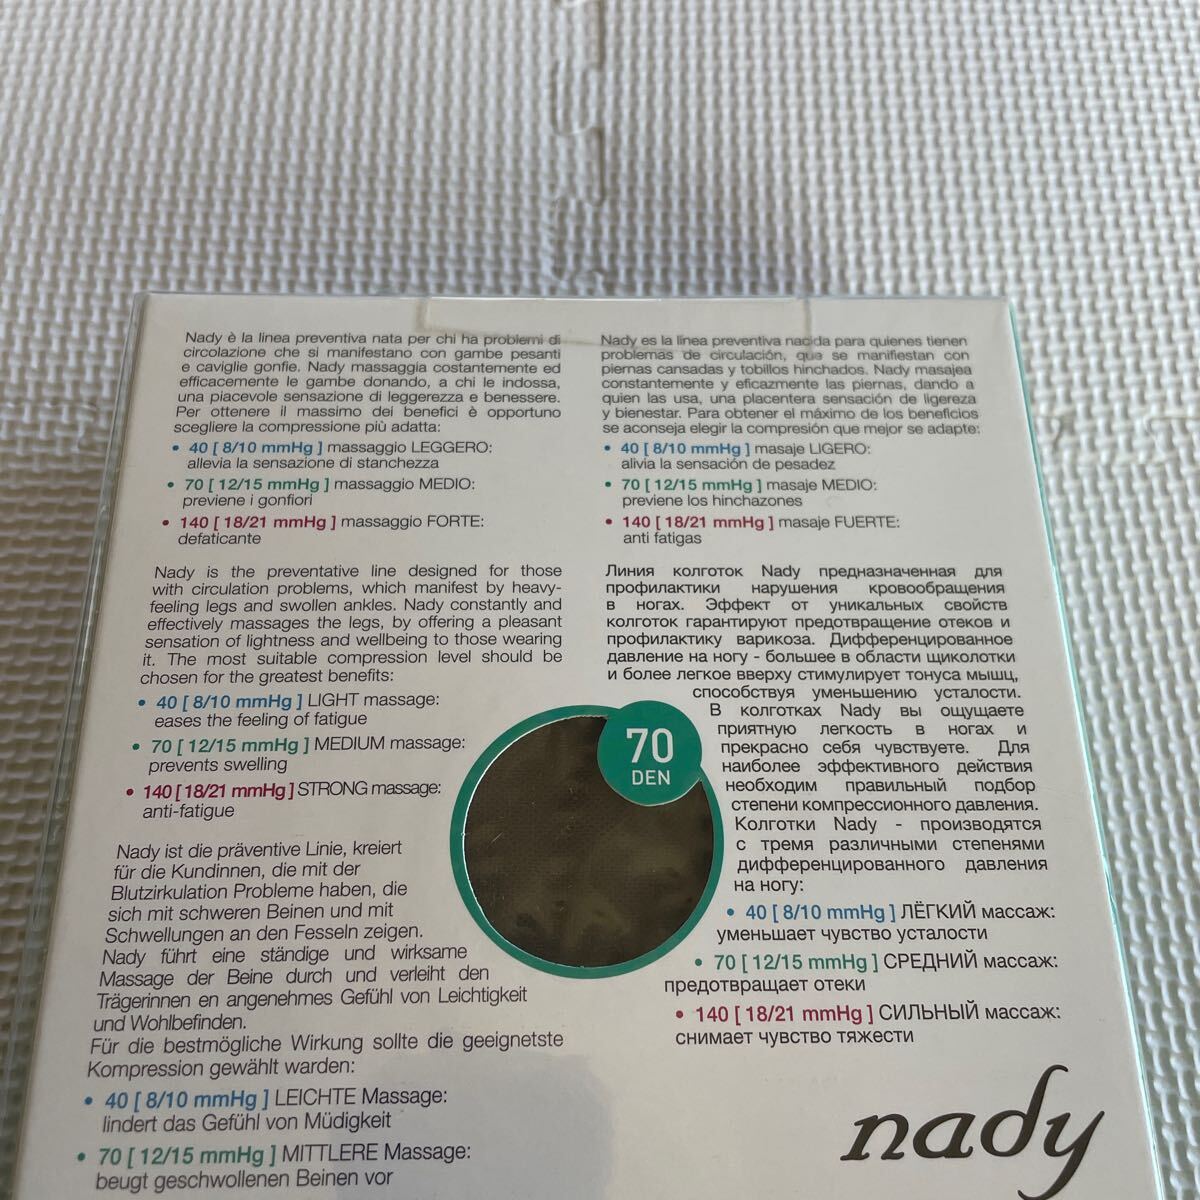 Nady è la linea preventiva nata per chi ha problemi di
circolazione che si manifestano con gambe pesanti
e caviglie gonfie. Nady massaggia costantemente ed
efficacemente le gambe donando, a chi le indossa,
una piacevole sensazione di leggerezza e benessere.
Per ottenere il massimo dei benefici è opportuno
scegliere la compressione più adatta:
• 40 [ 8/10 mmHg ] massaggio LEGGERO:
allevia la sensazione di stanchezza
• 70 [ 12/15 mmHg ] massaggio MEDIO:
previene i gonfiori
• 140 [ 18/21 mmHg ] massaggio FORTE:
defaticante
Nady is the preventative line designed for those
with circulation problems, which manifest by heavy-
feeling legs and swollen ankles. Nady constantly and
effectively massages the legs, by offering a pleasant
sensation of lightness and wellbeing to those wearing
it. The most suitable compression level should be
chosen for the greatest benefits:
• 40 [ 8/10 mmHg ] LIGHT massage:
eases the feeling of fatigue
• 70 [ 12/15 mmHg ] MEDIUM massage:
prevents swelling
• 140 [ 18/21 mmHg ] STRONG massage:
anti-fatigue
Nady ist die präventive Linie, kreiert
für die Kundinnen, die mit der
Blutzirkulation Probleme haben, die
sich mit schweren Beinen und mit
Schwellungen an den Fesseln zeigen.
Nady führt eine ständige und wirksame
Massage der Beine durch und verleiht den
Trägerinnen en angenehmes Gefühl von Leichtigkeit
und Wohlbefinden.
Für die bestmögliche Wirkung sollte die geeignetste
Kompression gewählt warden:
• 40 [ 8/10 mmHg ] LEICHTE Massage:
lindert das Gefühl von Müdigkeit
• 70 [ 12/15 mmHg ] MITTLERE Massage:
beugt geschwollenen Beinen vor
Nady es la línea preventiva nacida para quienes tienen
problemas de circulación, que se manifiestan con
piernas cansadas y tobillos hinchados. Nady masajea
constantemente y eficazmente las piernas, dando a
quien las usa, una placentera sensación de ligereza
y bienestar. Para obtener el máximo de los beneficios
se aconseja elegir la compresión que mejor se adapte:
• 40 [ 8/10 mmHg ] masaje LIGERO:
alivia la sensación de pesadez
• 70 [ 12/15 mmHg ] masaje MEDIO:
previene los hinchazones
• 140 [ 18/21 mmHg ] masaje FUERTE:
anti fatigas
Линия колготок Nady предназначенная для
профилактики нарушения кровообращения
в ногах. Эффект от уникальных свойств
колготок гарантируют предотвращение отеков и
профилактику варикоза. Дифференцированное
давление на ногу - большее в области щиколотки
и более легкое вверху стимулирует тонуса мышц,
способствуя уменьшению усталости.
В колготках Nady вы ощущаете
приятную легкость в ногах и
прекрасно себя чувствуете. Для
наиболее эффективного действия
необходим правильный подбор
степени компрессионного давления.
Колготки Nady - производятся
с тремя различными степенями
дифференцированного давления
на ногу:
• 40 [ 8/10 mmHg ] ЛЁГКИЙ массаж:
уменьшает чувство усталости
• 70 [ 12/15 mmHg ] СРЕДНИЙ массаж:
предотвращает отеки
• 140 [ 18/21 mmHg ] СИЛЬНЫЙ массаж:
снимает чувство тяжести
70
DEN
nady